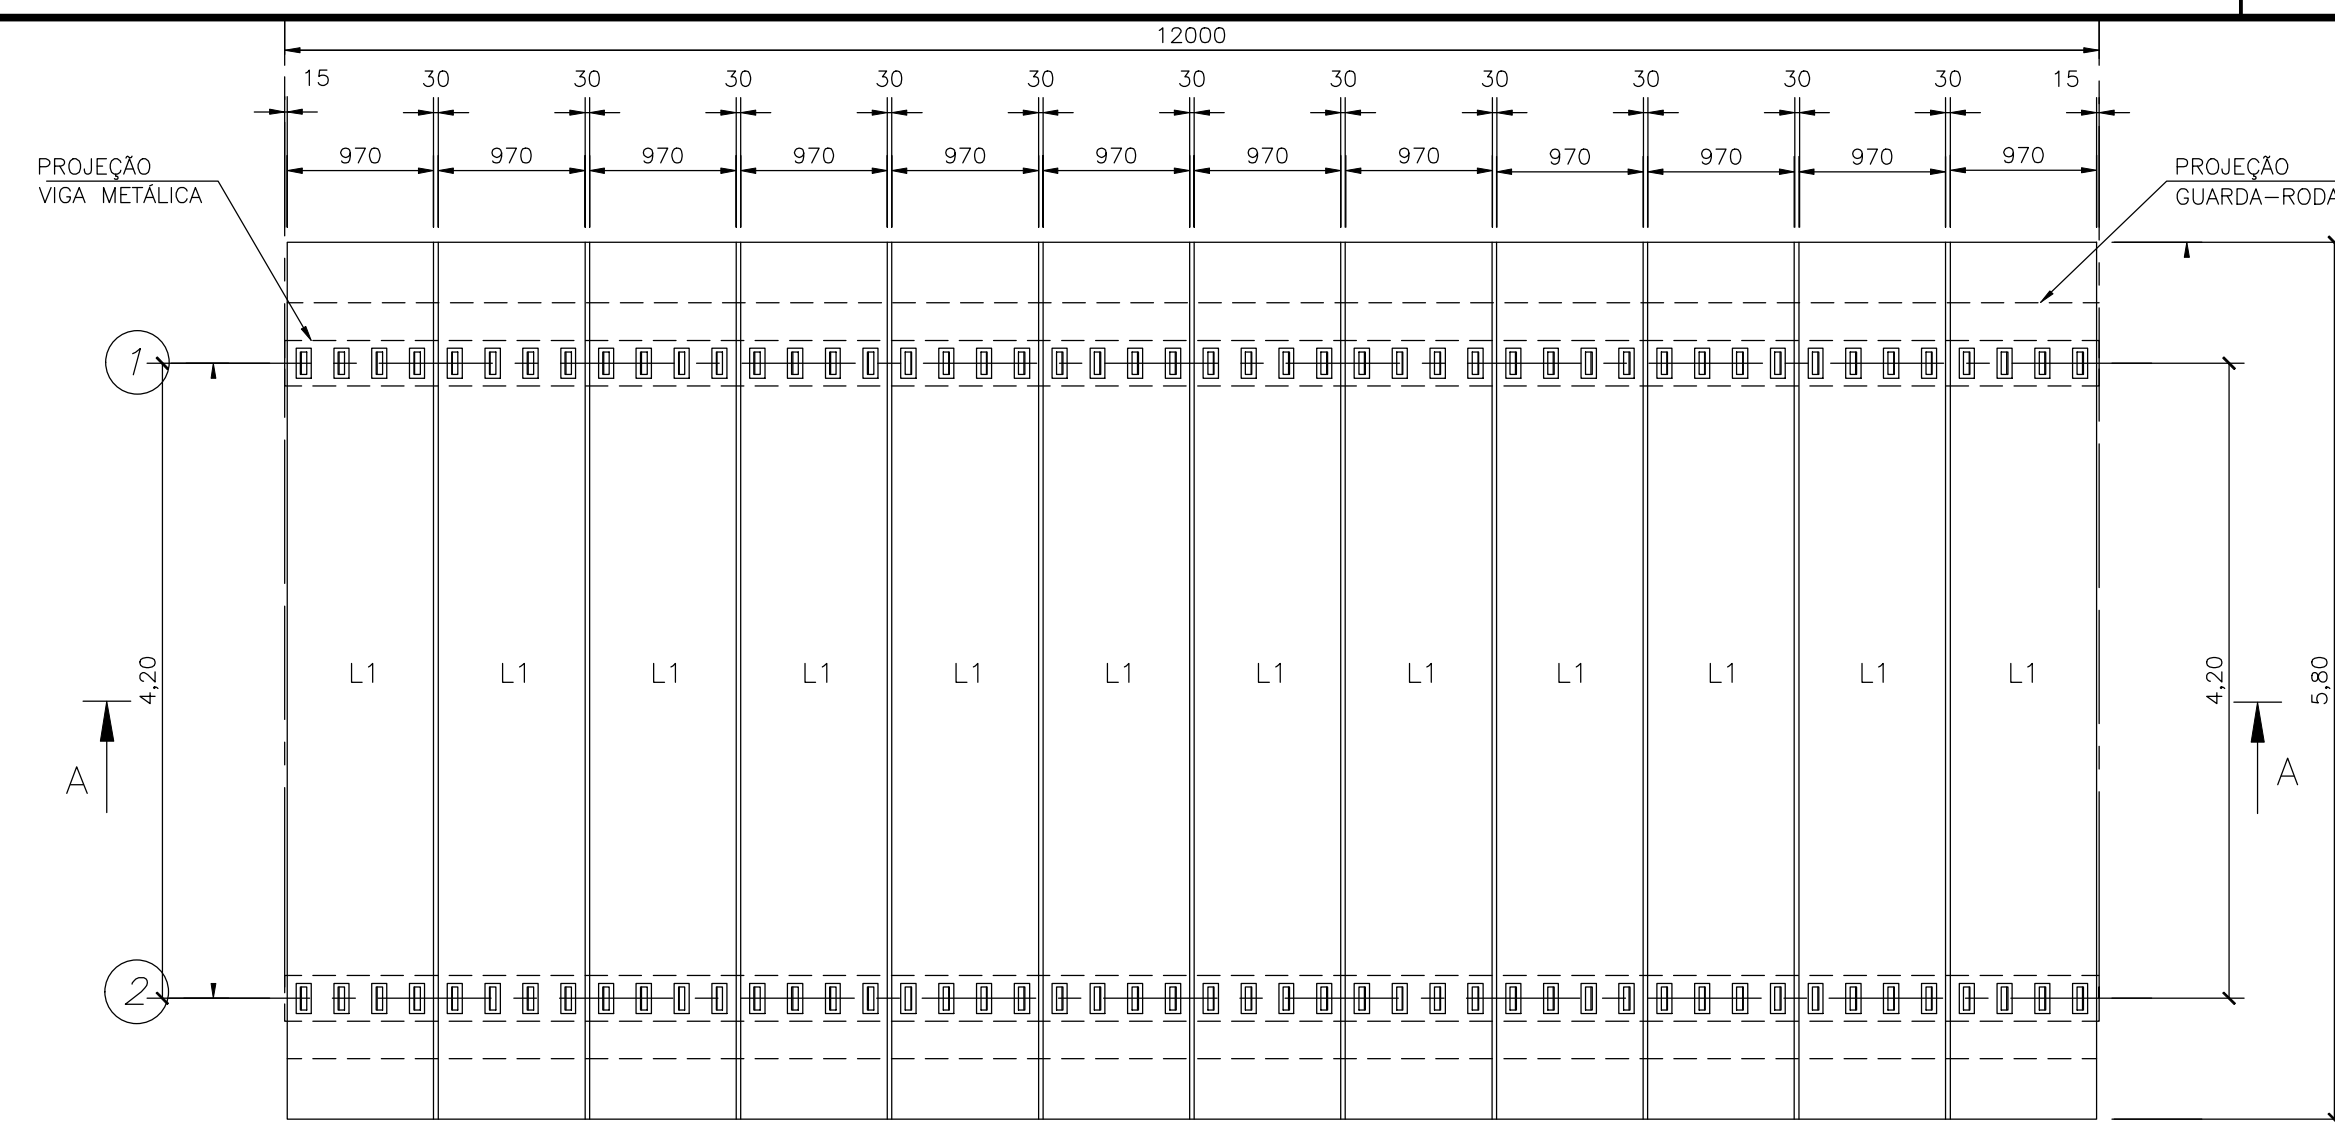 12000
15 30 30 30 30 30 30 30 30 30 30 30 15
970 970 970 970 970 970 970 970 970 970 970 970
PROJEÇÃO
VIGA METÁLICA
PROJEÇÃO
GUARDA-RODA
1
L1 L1 L1 L1 L1 L1 L1 L1 L1 L1 L1 L1
4,20
4,20
5,80
A
A
2